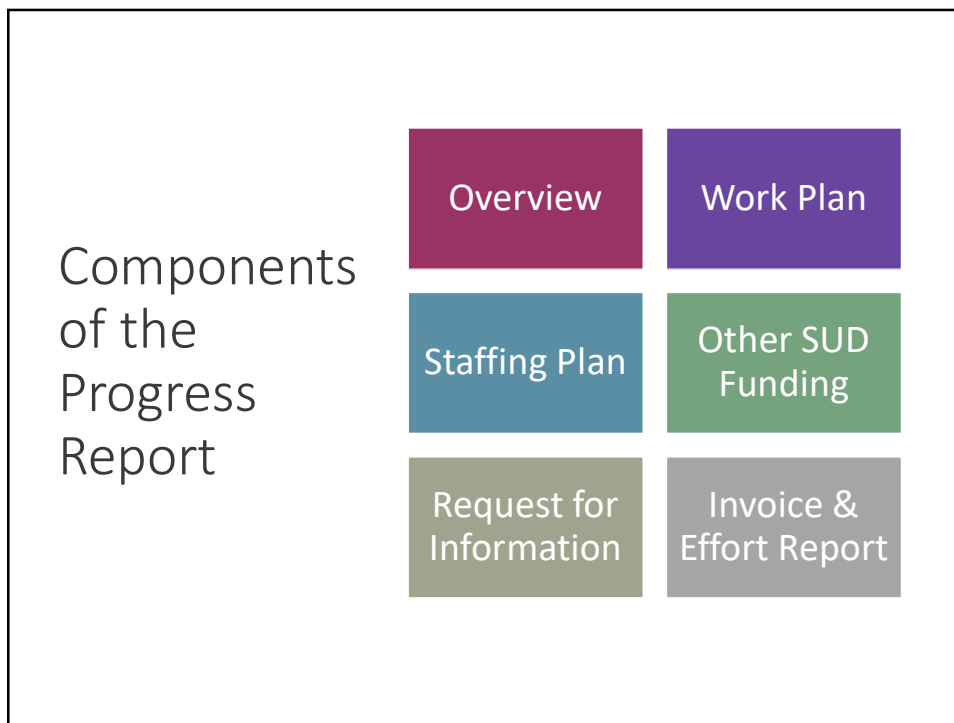 Components
of the
Progress
Report
Overview
Work Plan
Staffing Plan
Other SUD
Funding
Request for
Information
Invoice &
Effort Report